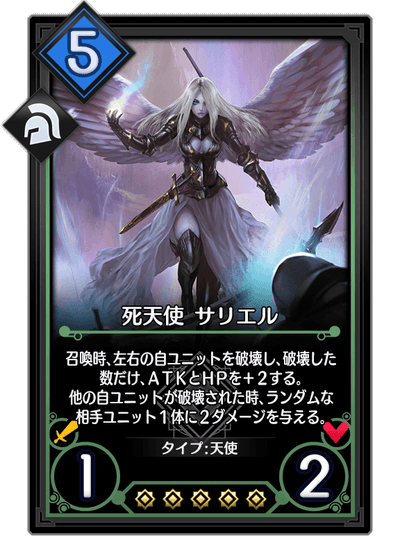 5
死天使 サリエル
召喚時、左右の自ユニットを破壊し、破壊した
数だけ、ATKとHPを+2する。
他の自ユニットが破壊された時、ランダムな
相手ユニット1体に2ダメージを与える。
タイプ:天使
1
2